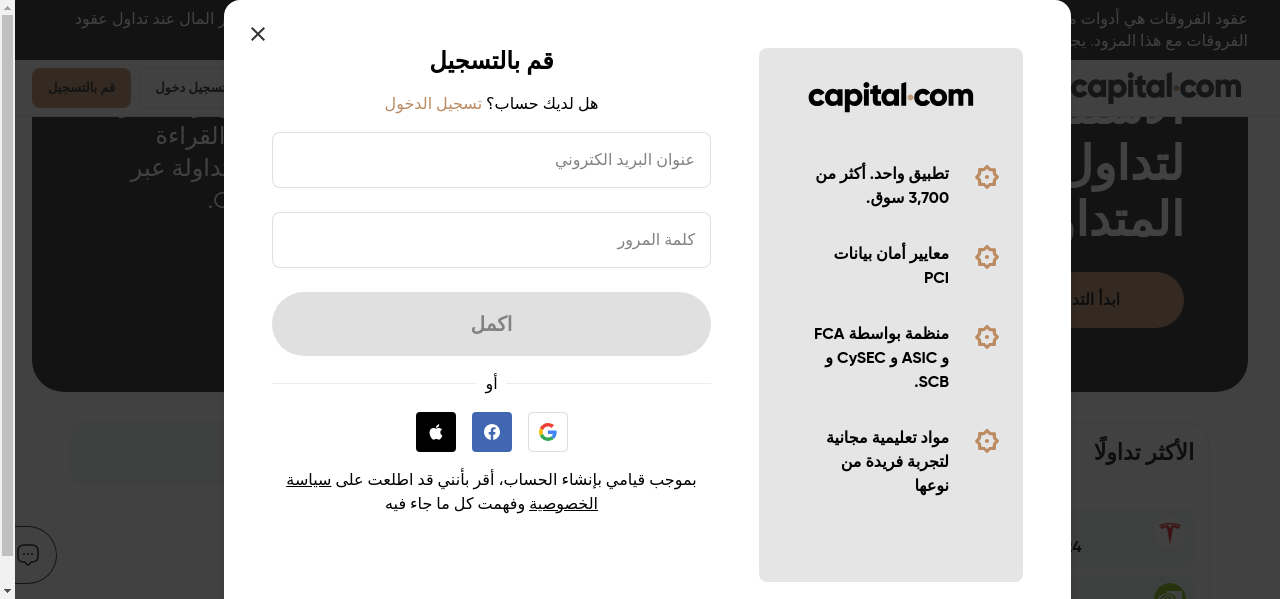 عقود الفروقات هي أدوات
ر المال عند تداول عقود
الفروقات مع هذا المزود.
capital.com
تسجيل دخول
قم بالتسجيل
القراءة
لتداول
داولة عبر
ابدأ التد
الأكثر تداولًا
قم بالتسجيل
هل لديك حساب؟ تسجيل الدخول
عنوان البريد الكتروني
كلمة المرور
اكمل
أو
بموجب قيامي بإنشاء الحساب، أقر بأنني قد اطلعت على سياسة
الخصوصية وفهمت كل ما جاء فيه
capital.com
تطبيق واحد. أكثر من
3,700 سوق.
معايير أمان بيانات
PCI
منظمة بواسطة FCA
و ASIC و CySEC و
SCB.
مواد تعليمية مجانية
لتجربة فريدة من
نوعها